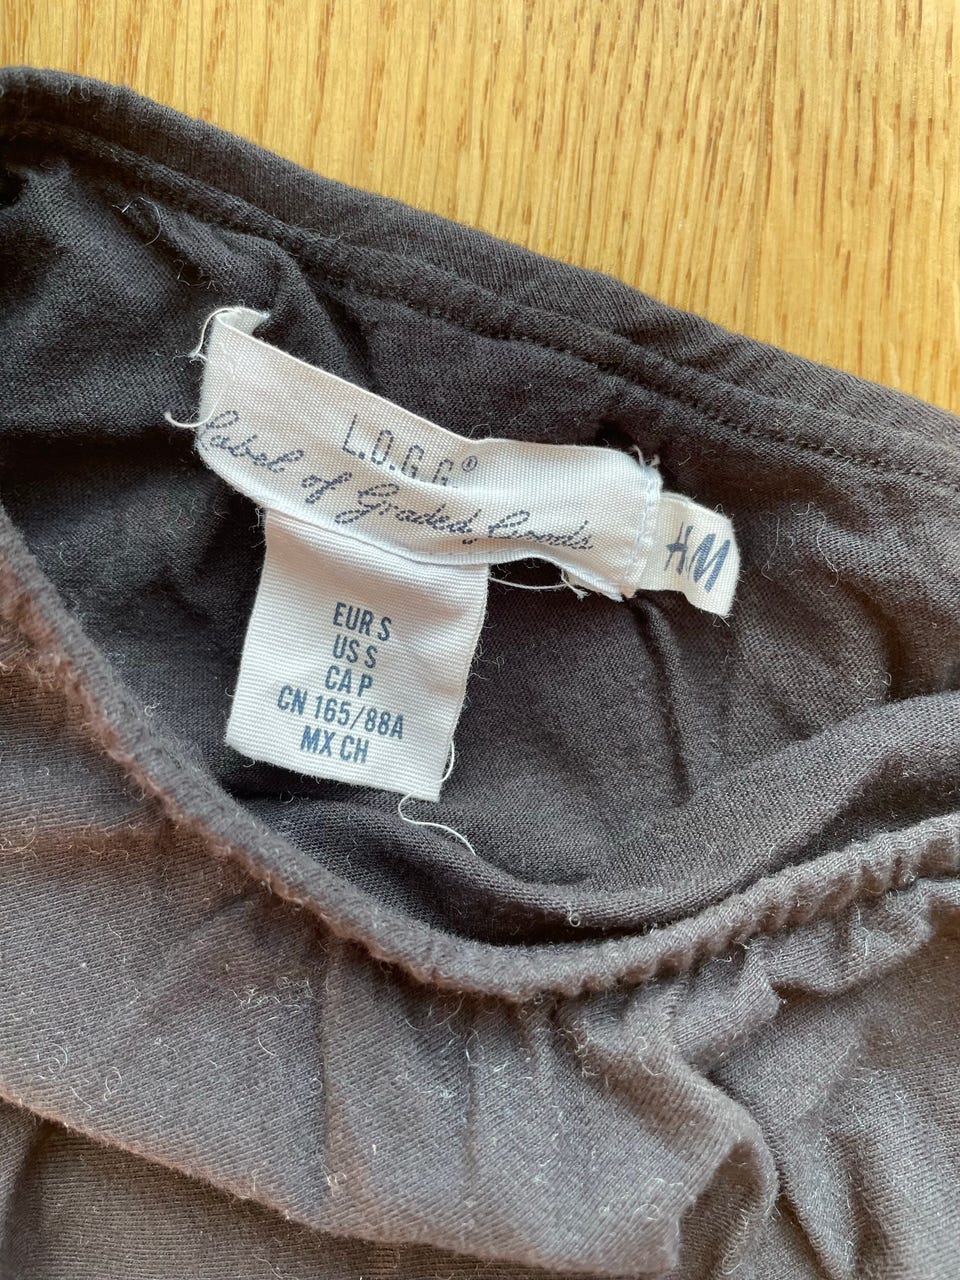 L.O.G.G.®
Label of Graded Goods
H&M
EUR S
US S
CA P
CN 165/88A
MX CH